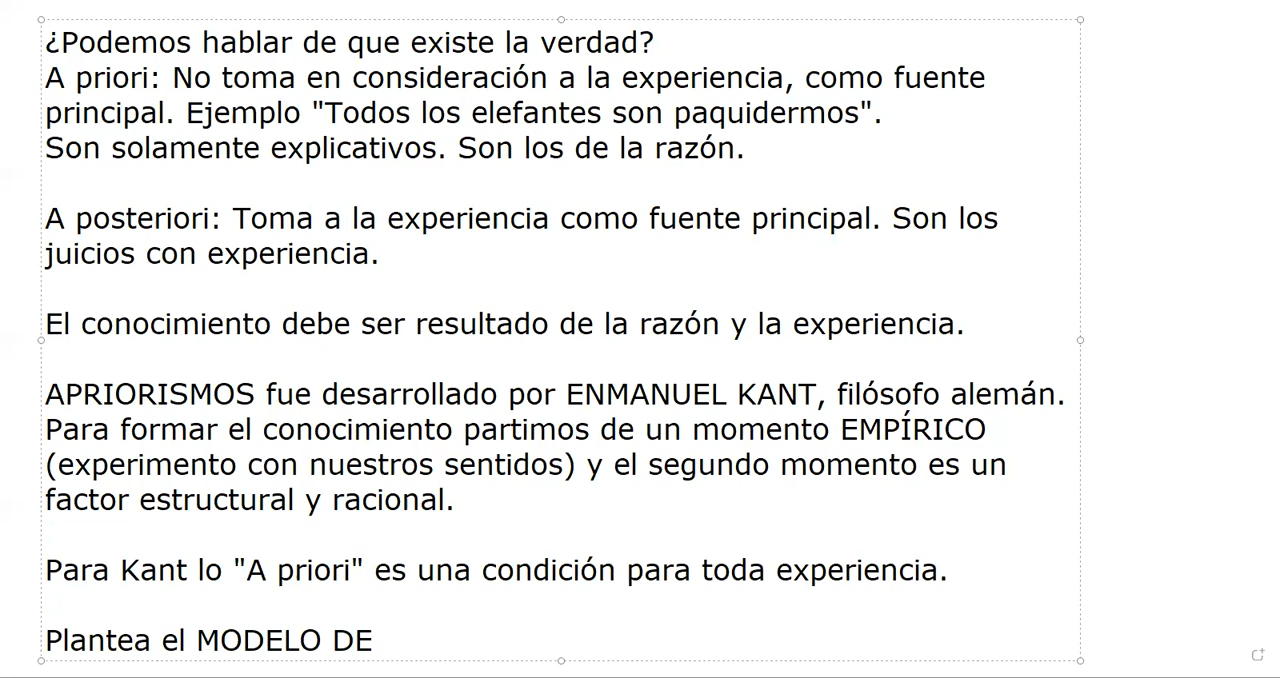 ¿Podemos hablar de que existe la verdad?
A priori: No toma en consideración a la experiencia, como fuente
principal. Ejemplo "Todos los elefantes son paquidermos".
Son solamente explicativos. Son los de la razón.
A posteriori: Toma a la experiencia como fuente principal. Son los
juicios con experiencia.
El conocimiento debe ser resultado de la razón y la experiencia.
APRIORISMOS fue desarrollado por ENMANUEL KANT, filósofo alemán.
Para formar el conocimiento partimos de un momento EMPÍRICO
(experimento con nuestros sentidos) y el segundo momento es un
factor estructural y racional.
Para Kant lo "A priori" es una condición para toda experiencia.
Plantea el MODELO DE